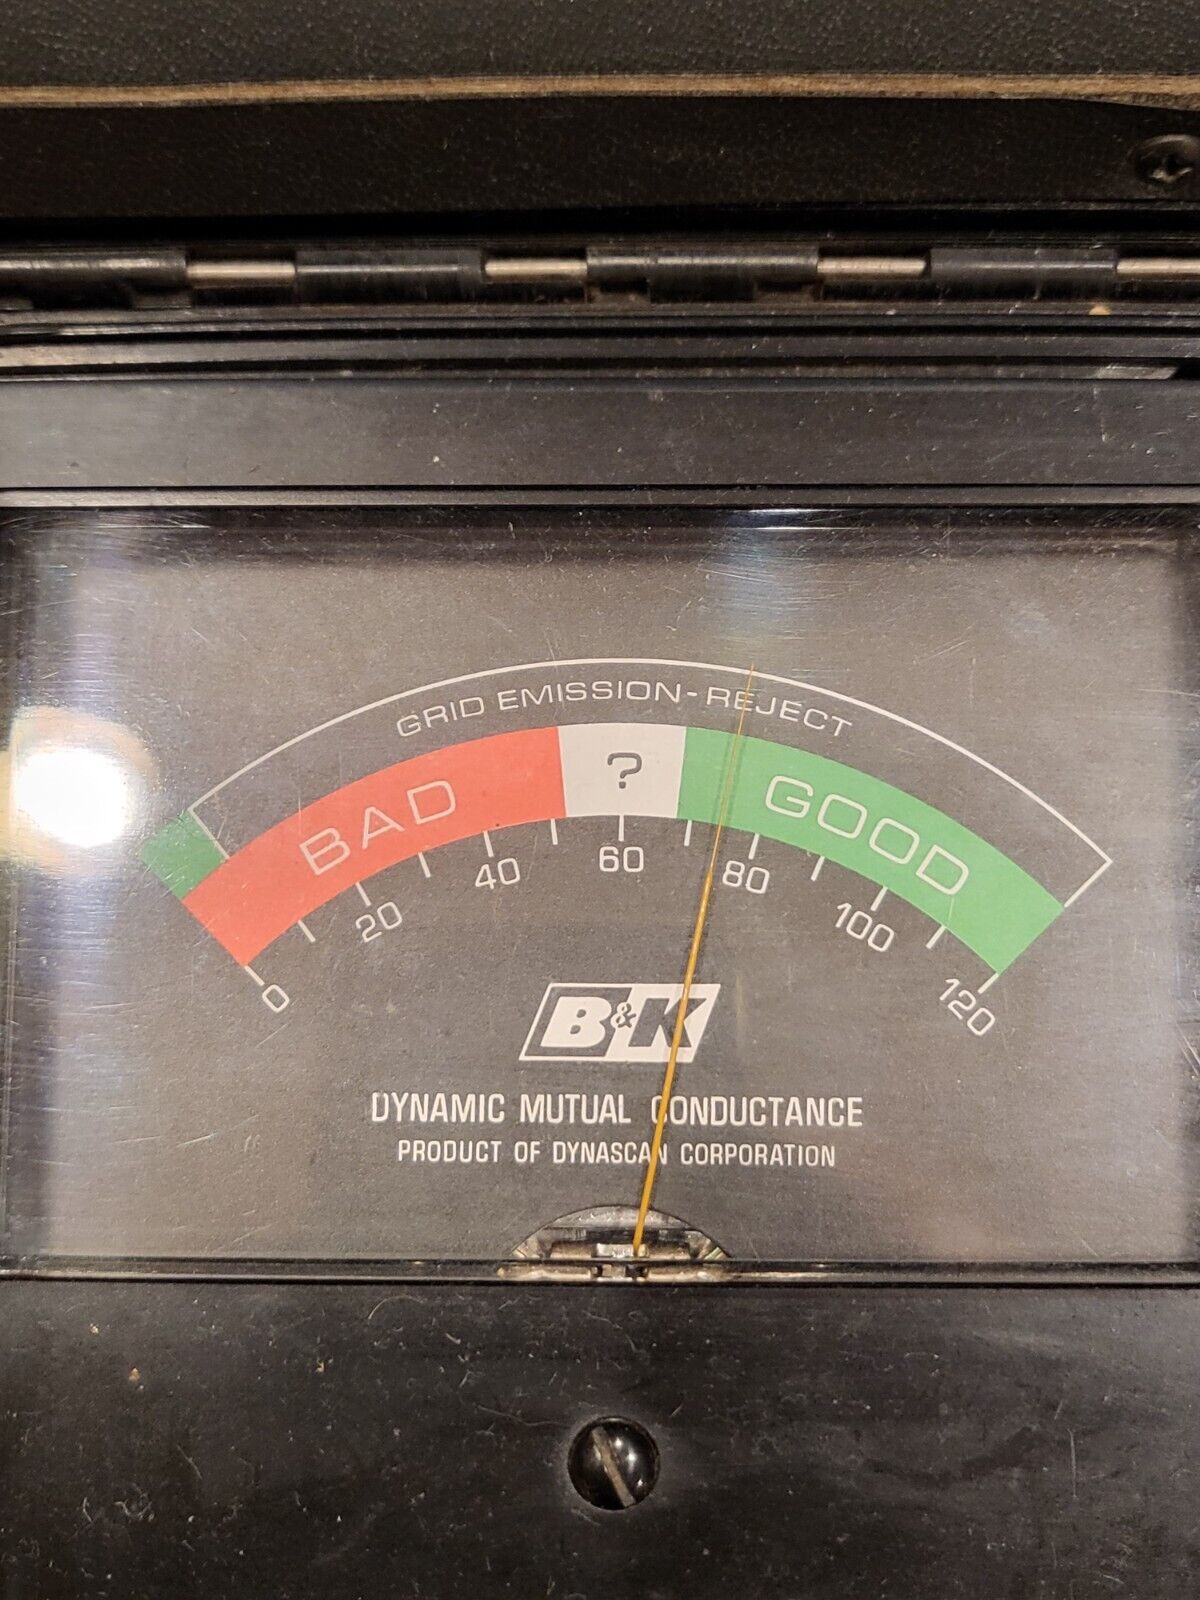 GRID EMISSION-REJECT
BAD ? GOOD
0 20 40 60 80 100 120
B&K
DYNAMIC MUTUAL CONDUCTANCE
PRODUCT OF DYNASCAN CORPORATION